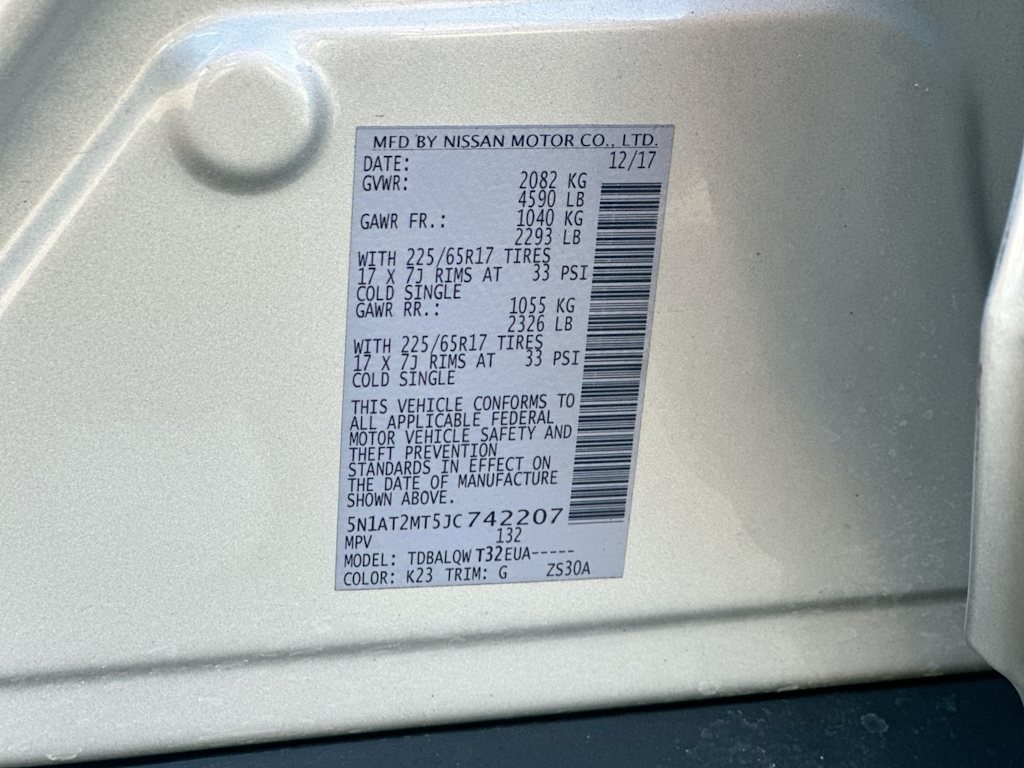 MFD BY NISSAN MOTOR CO., LTD.
DATE: 12/17
GVWR: 2082 KG
4590 LB
GAWR FR.: 1040 KG
2293 LB
WITH 225/65R17 TIRES
17 X 7J RIMS AT 33 PSI
COLD SINGLE
GAWR RR.: 1055 KG
2326 LB
WITH 225/65R17 TIRES
17 X 7J RIMS AT 33 PSI
COLD SINGLE
THIS VEHICLE CONFORMS TO
ALL APPLICABLE FEDERAL
MOTOR VEHICLE SAFETY AND
THEFT PREVENTION
STANDARDS IN EFFECT ON
THE DATE OF MANUFACTURE
SHOWN ABOVE.
5N1AT2MT5JC742207
MPV 132
MODEL: TDBALQW T32EUA-----
COLOR: K23 TRIM: G ZS30A